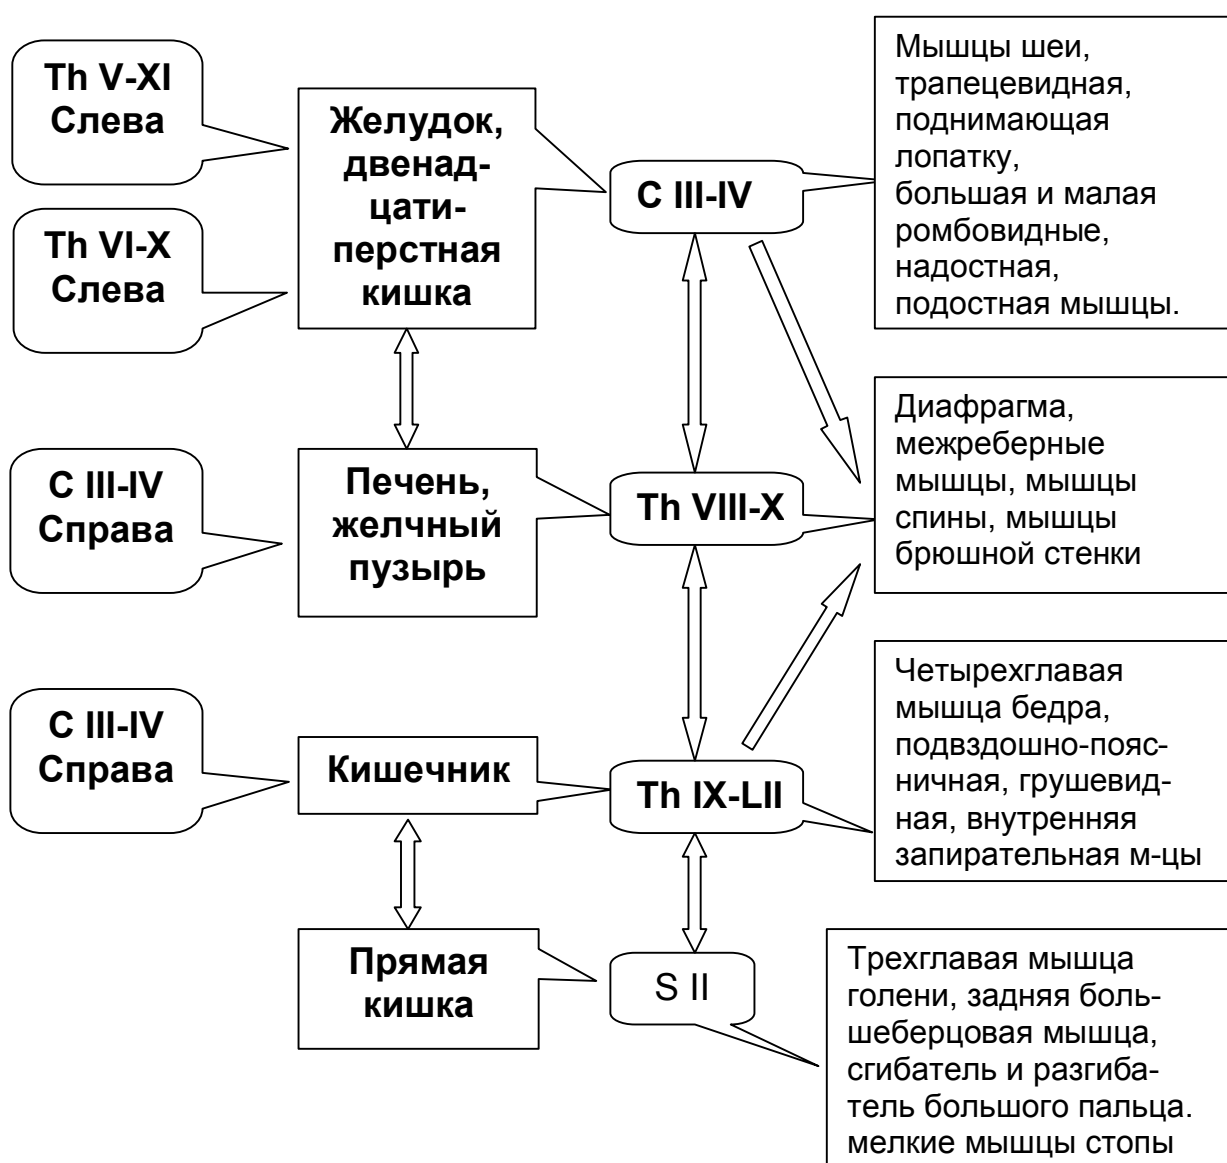 Th V-XI
Слева
Th VI-X
Слева
C III-IV
Справа
C III-IV
Справа
Желудок,
двенад-
цати-
перстная
кишка
Печень,
желчный
пузырь
Кишечник
Прямая
кишка
C III-IV
Th VIII-X
Th IX-LII
S II
Мышцы шеи,
трапецевидная,
поднимающая
лопатку,
большая и малая
ромбовидные,
надостная,
подостная мышцы.
Диафрагма,
межреберные
мышцы, мышцы
спины, мышцы
брюшной стенки
Четырехглавая
мышца бедра,
подвздошно-пояс-
ничная, грушевид-
ная, внутренняя
запирательная м-цы
Трехглавая мышца
голени, задняя боль-
шеберцовая мышца,
сгибатель и разгиба-
тель большого пальца.
мелкие мышцы стопы